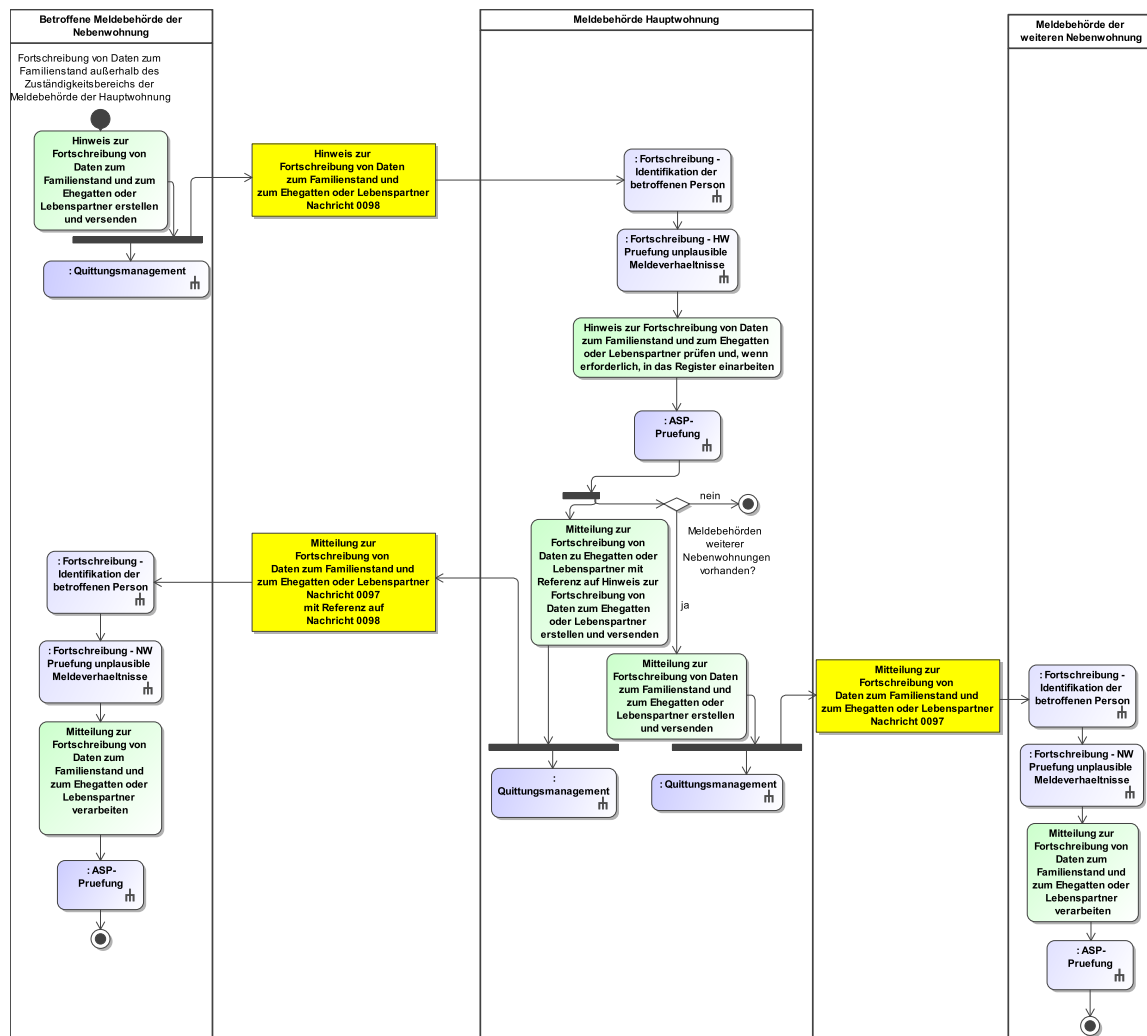 Betroffene Meldebehörde der
Nebenwohnung
Meldebehörde Hauptwohnung
Meldebehörde der
weiteren Nebenwohnung
Fortschreibung von Daten zum
Familienstand außerhalb des
Zuständigkeitsbereichs der
Meldebehörde der Hauptwohnung
Hinweis zur
Fortschreibung von
Daten zum
Familienstand und zum
Ehegatten oder
Lebenspartner erstellen
und versenden
: Quittungsmanagement
Hinweis zur
Fortschreibung von Daten
zum Familienstand und
zum Ehegatten oder Lebenspartner
Nachricht 0098
: Fortschreibung -
Identifikation der
betroffenen Person
: Fortschreibung - HW
Pruefung unplausible
Meldeverhaeltnisse
Hinweis zur Fortschreibung von Daten
zum Familienstand und zum Ehegatten
oder Lebenspartner prüfen und, wenn
erforderlich, in das Register einarbeiten
: ASP-
Pruefung
nein
Meldebehörden
weiterer
Nebenwohnungen
vorhanden?
ja
Mitteilung zur
Fortschreibung von
Daten zu Ehegatten oder
Lebenspartner mit
Referenz auf Hinweis zur
Fortschreibung von
Daten zum Ehegatten
oder Lebenspartner
erstellen und versenden
Mitteilung zur
Fortschreibung von Daten
zum Familienstand und
zum Ehegatten oder
Lebenspartner erstellen
und versenden
:
Quittungsmanagement
: Quittungsmanagement
Mitteilung zur
Fortschreibung von
Daten zum Familienstand und
zum Ehegatten oder Lebenspartner
Nachricht 0097
mit Referenz auf
Nachricht 0098
: Fortschreibung -
Identifikation der
betroffenen Person
: Fortschreibung - NW
Pruefung unplausible
Meldeverhaeltnisse
Mitteilung zur
Fortschreibung von
Daten zum
Familienstand und
zum Ehegatten oder
Lebenspartner
verarbeiten
: ASP-
Pruefung
Mitteilung zur
Fortschreibung von
Daten zum Familienstand und
zum Ehegatten oder Lebenspartner
Nachricht 0097
: Fortschreibung -
Identifikation der
betroffenen Person
: Fortschreibung - NW
Pruefung unplausible
Meldeverhaeltnisse
Mitteilung zur
Fortschreibung von
Daten zum
Familienstand und
zum Ehegatten oder
Lebenspartner
verarbeiten
: ASP-
Pruefung